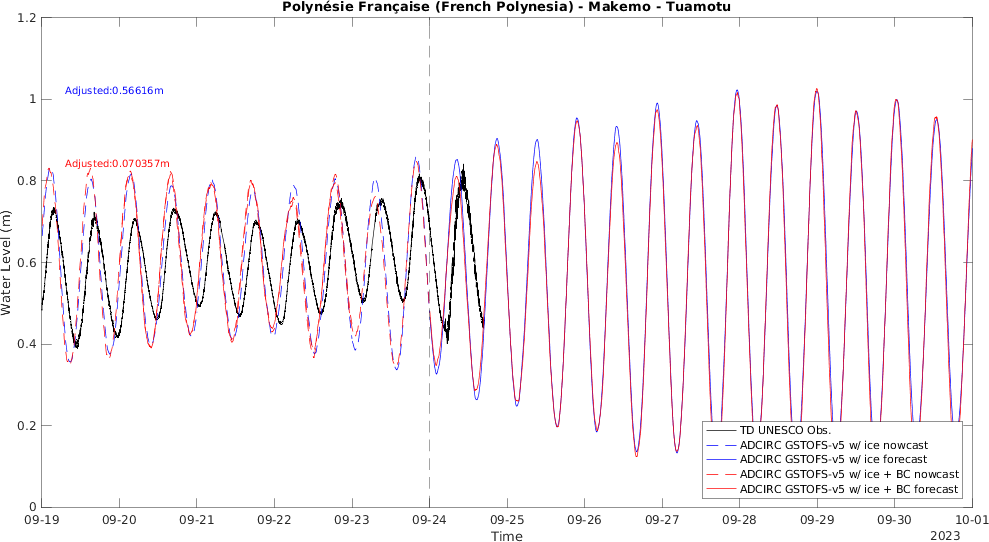 Polynésie Française (French Polynesia) - Makemo - Tuamotu
Water Level (m)
1.2
1
0.8
0.6
0.4
0.2
0
Adjusted:0.56616m
Adjusted:0.070357m
TD UNESCO Obs.
ADCIRC GSTOFS-v5 w/ ice nowcast
ADCIRC GSTOFS-v5 w/ ice forecast
ADCIRC GSTOFS-v5 w/ ice + BC nowcast
ADCIRC GSTOFS-v5 w/ ice + BC forecast
09-19 09-20 09-21 09-22 09-23 09-24 09-25 09-26 09-27 09-28 09-29 09-30 10-01
Time
2023